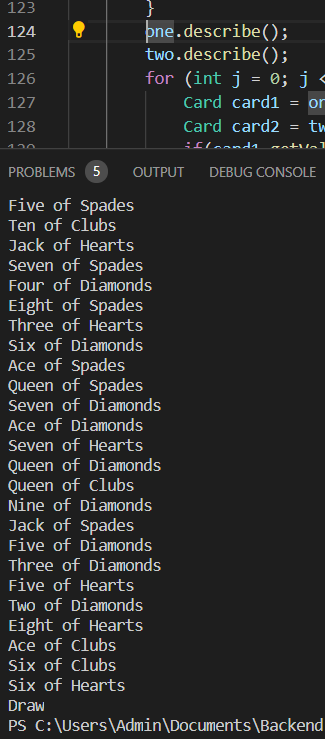 123 }
124 one.describe();
125 two.describe();
126 for (int j = 0; j <
127 Card card1 = on
128 Card card2 = tw
129 if(card1.getVal
PROBLEMS 5 OUTPUT DEBUG CONSOLE
Five of Spades
Ten of Clubs
Jack of Hearts
Seven of Spades
Four of Diamonds
Eight of Spades
Three of Hearts
Six of Diamonds
Ace of Spades
Queen of Spades
Seven of Diamonds
Ace of Diamonds
Seven of Hearts
Queen of Diamonds
Queen of Clubs
Nine of Diamonds
Jack of Spades
Five of Diamonds
Three of Diamonds
Five of Hearts
Two of Diamonds
Eight of Hearts
Ace of Clubs
Six of Clubs
Six of Hearts
Draw
PS C:\Users\Admin\Documents\Backend